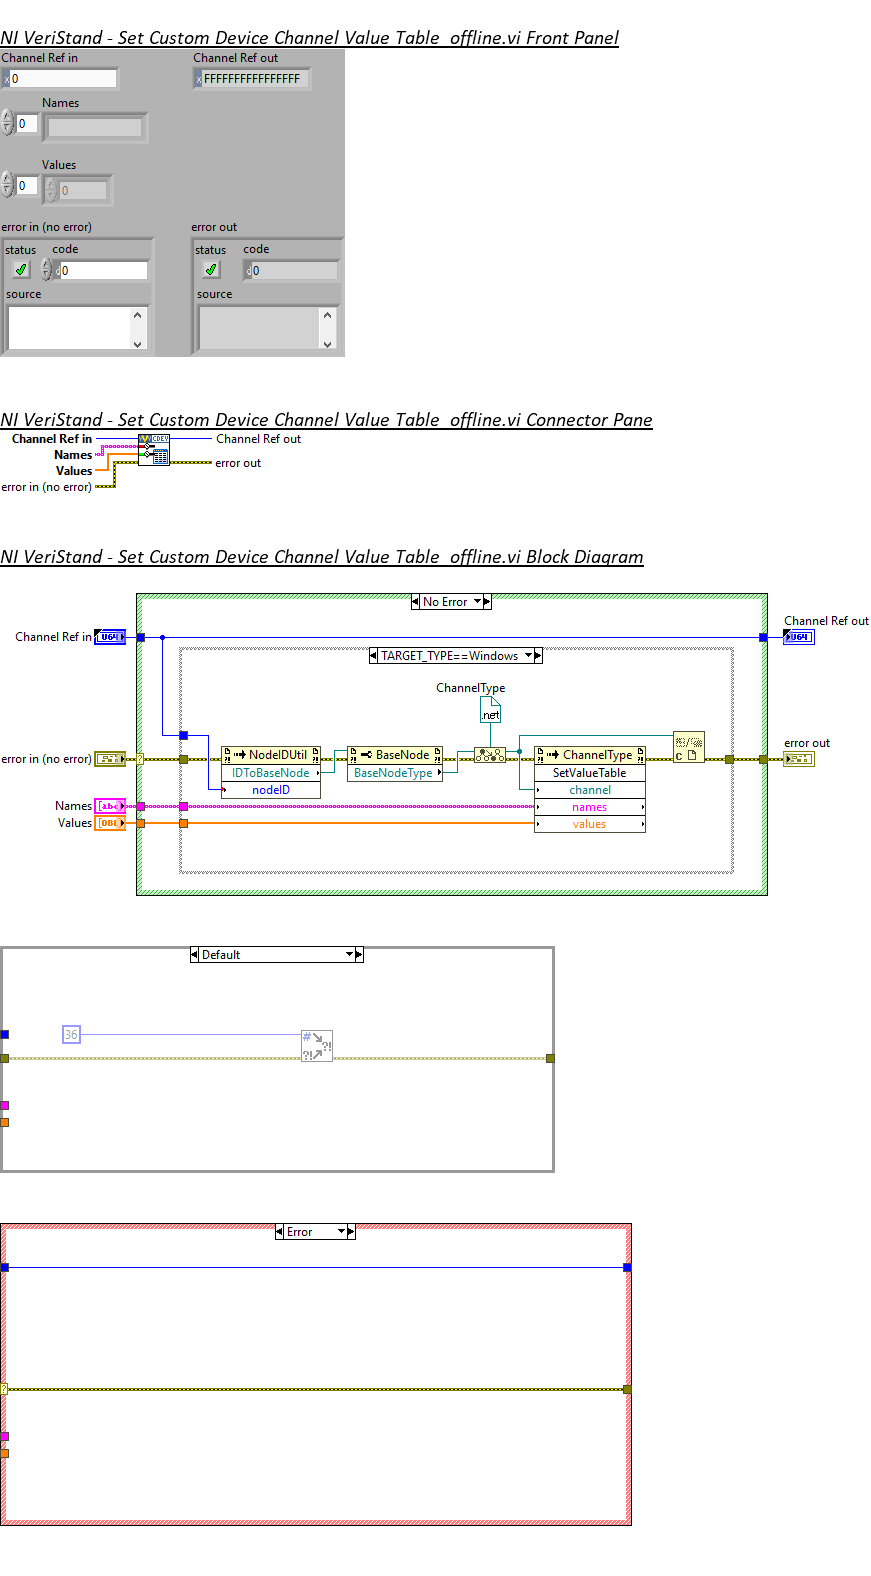 NI VeriStand - Set Custom Device Channel Value Table_offline.vi Front Panel
Channel Ref in
Channel Ref out
x 0
x FFFFFFFFFFFFFFFF
Names
0
Values
0
0
error in (no error)
error out
status
code
status
code
d 0
d 0
source
source
NI VeriStand - Set Custom Device Channel Value Table_offline.vi Connector Pane
Channel Ref in
CDEV
Channel Ref out
Names
Values
error out
error in (no error)
NI VeriStand - Set Custom Device Channel Value Table_offline.vi Block Diagram
No Error
Channel Ref out
Channel Ref in
U64
U64
TARGET_TYPE==Windows
ChannelType
.net
error out
error in (no error)
?
NodeIDUtil
BaseNode
ChannelType
IDToBaseNode
BaseNodeType
SetValueTable
nodeID
channel
Names
abc
names
Values
DBL
values
Default
36
#
?!
?!
Error
?